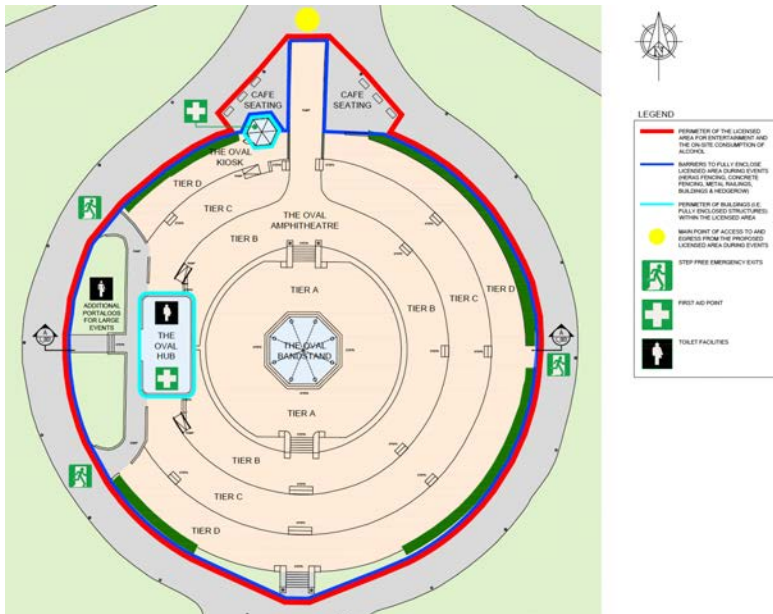 CAFE
SEATING
CAFE
SEATING
THE OVAL
KIOSK
TIER D
TIER C
TIER B
THE OVAL
AMPHITHEATRE
TIER A
TIER B
TIER C
TIER D
ADDITIONAL
PORTALOOS
FOR LARGE
EVENTS
THE
OVAL
HUB
THE OVAL
BANDSTAND
TIER A
TIER B
TIER C
TIER D
A
A
N
LEGEND
PERIMETER OF THE LICENSED
AREA FOR ENTERTAINMENT AND
THE ON-SITE CONSUMPTION OF
ALCOHOL
BARRIERS TO FULLY ENCLOSE
LICENSED AREA DURING EVENTS
(HERAS FENCING, CONCRETE
FENCING, METAL RAILINGS,
BUILDINGS & HEDGEROW)
PERIMETER OF BUILDINGS (I.E.
FULLY ENCLOSED STRUCTURES)
WITHIN THE LICENSED AREA
MAIN POINT OF ACCESS TO AND
EGRESS FROM THE PROPOSED
LICENSED AREA DURING EVENTS
STEP FREE EMERGENCY EXITS
FIRST AID POINT
TOILET FACILITIES